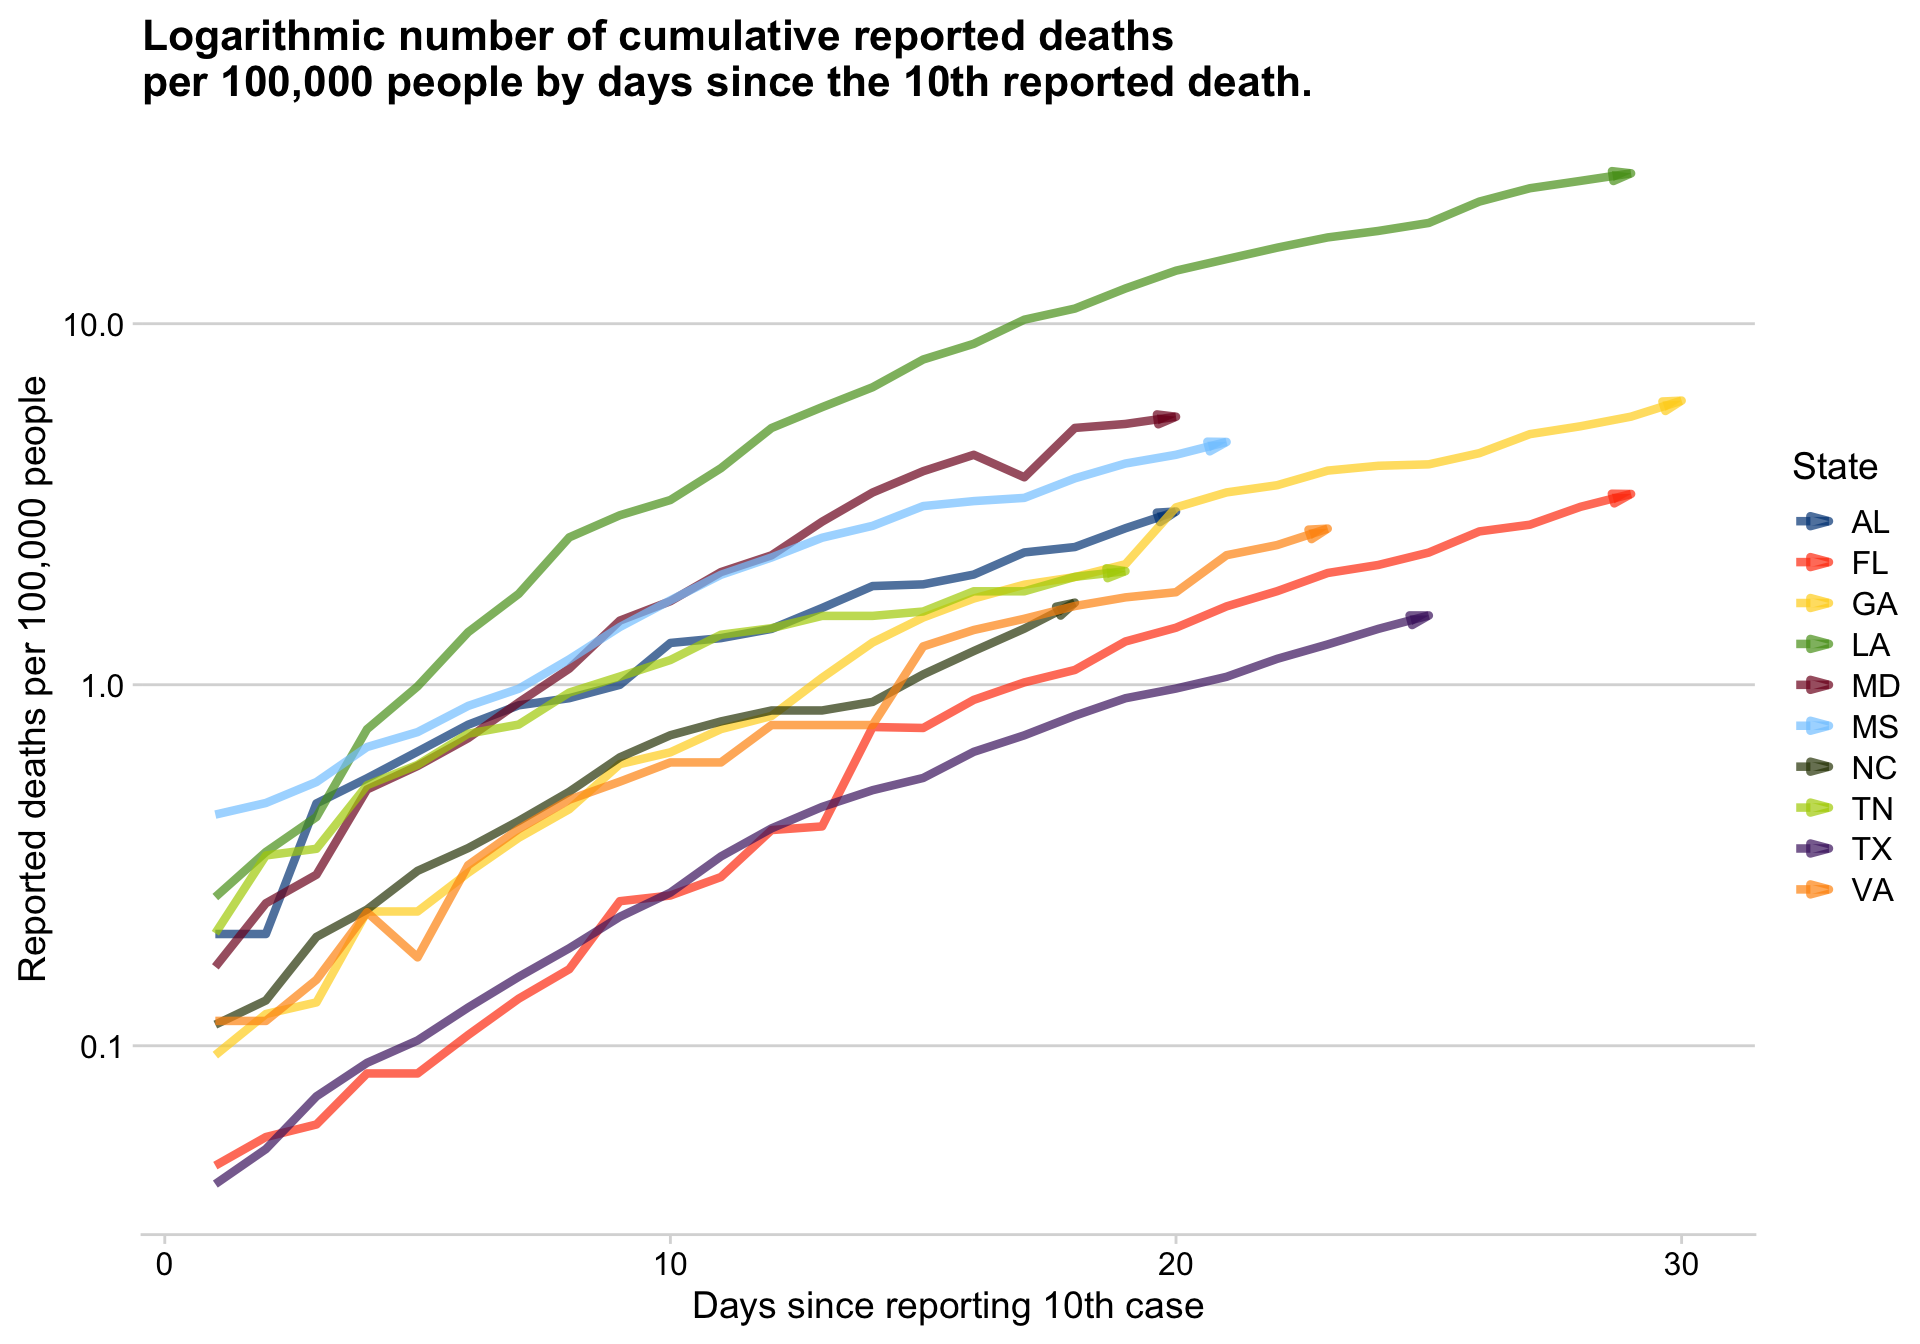 Logarithmic number of cumulative reported deaths
per 100,000 people by days since the 10th reported death.
Reported deaths per 100,000 people
10.0
1.0
0.1
0
10
20
30
Days since reporting 10th case
State
AL
FL
GA
LA
MD
MS
NC
TN
TX
VA